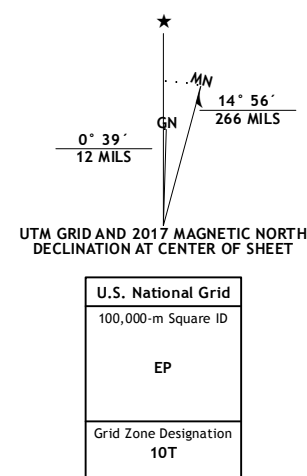 ★
MN
GN
14° 56´
266 MILS
0° 39´
12 MILS
UTM GRID AND 2017 MAGNETIC NORTH
DECLINATION AT CENTER OF SHEET
U.S. National Grid
100,000-m Square ID
EP
Grid Zone Designation
10T